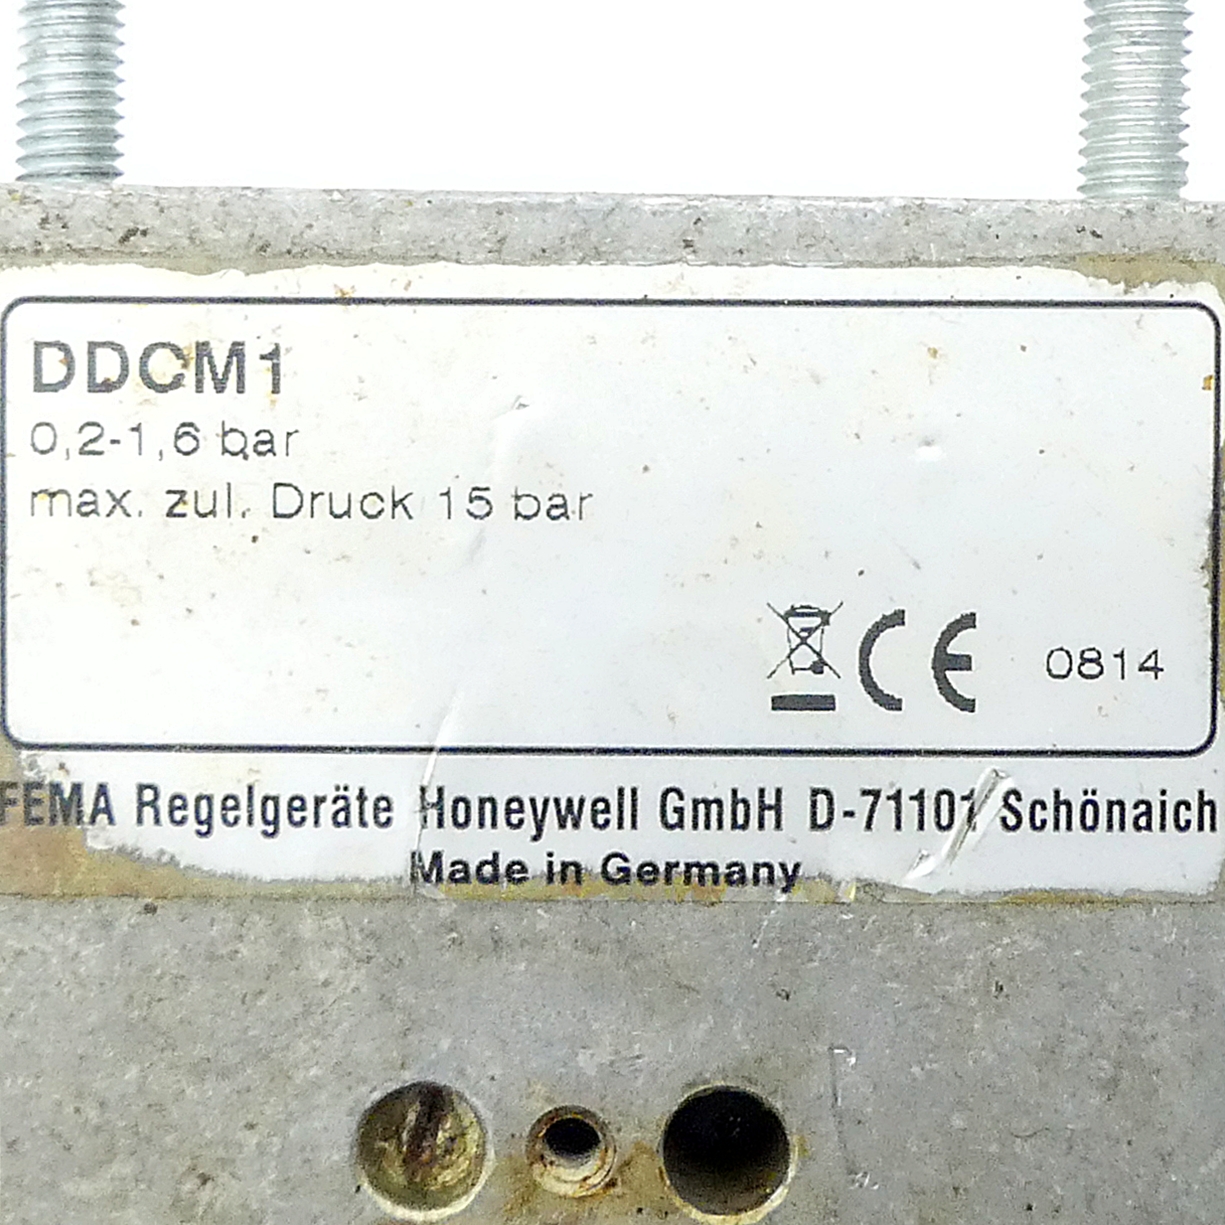 DDCM1
0,2-1,6 bar
max. zul. Druck 15 bar
CE 0814
FEMA Regelgeräte Honeywell GmbH D-71101 Schönaich
Made in Germany